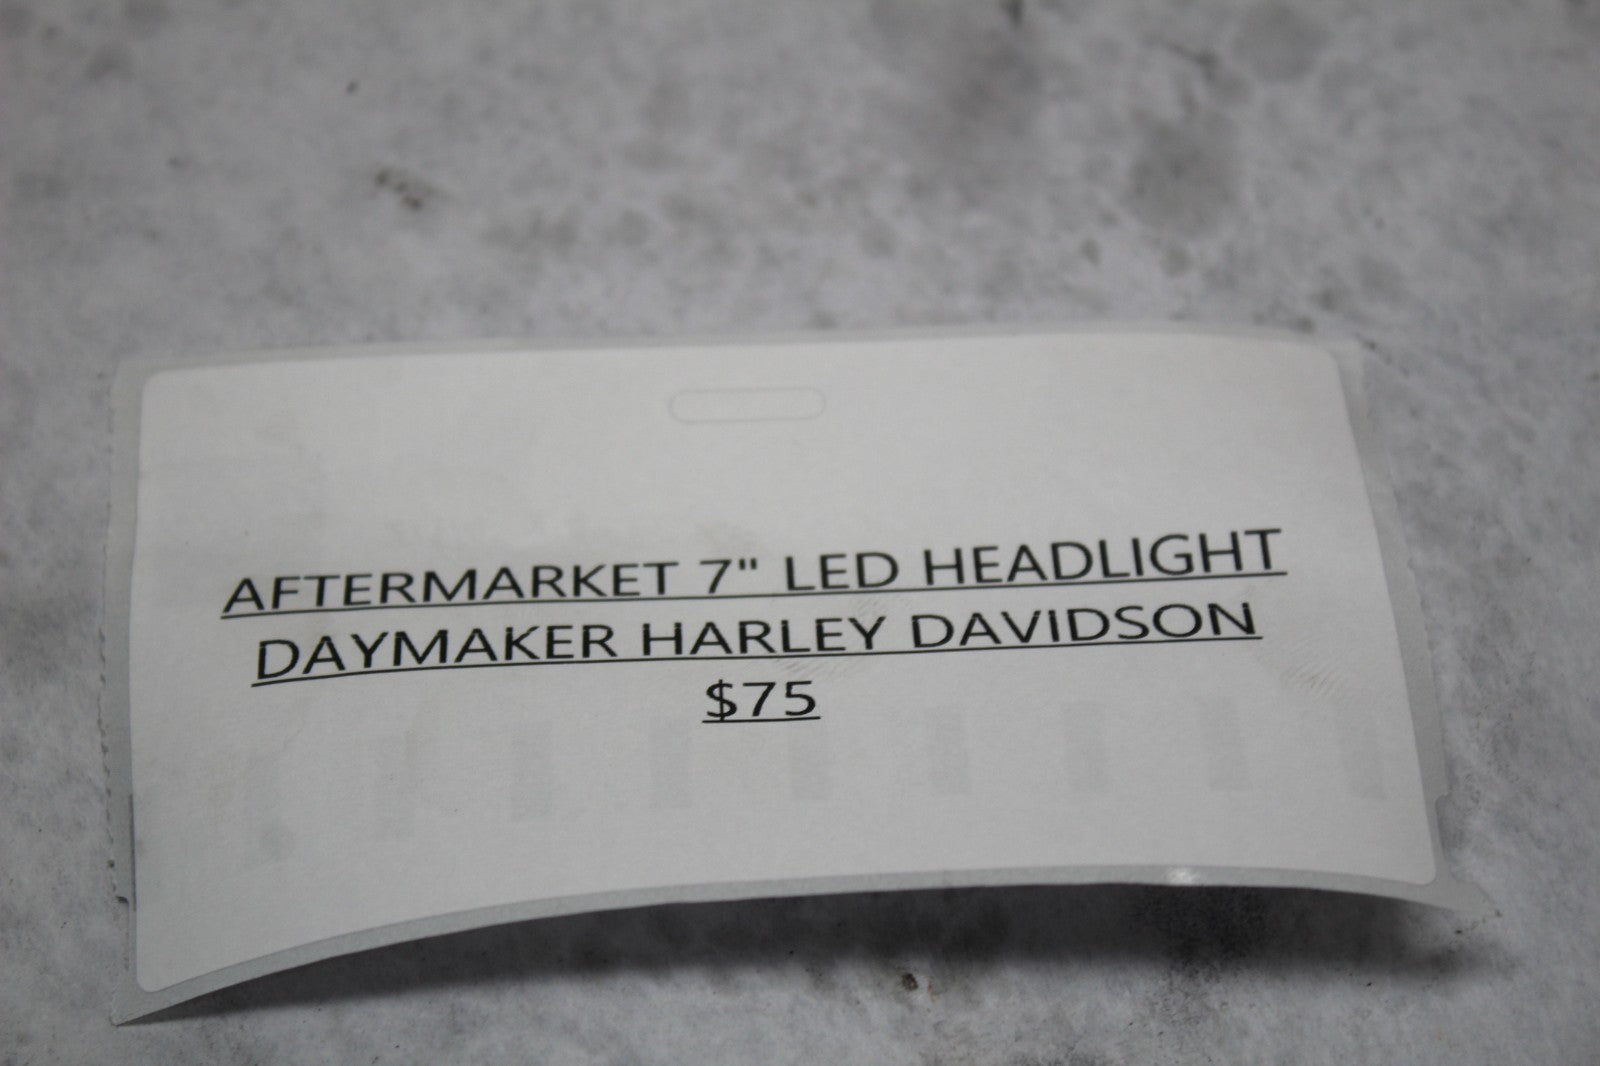 AFTERMARKET 7" LED HEADLIGHT
DAYMAKER HARLEY DAVIDSON
$75